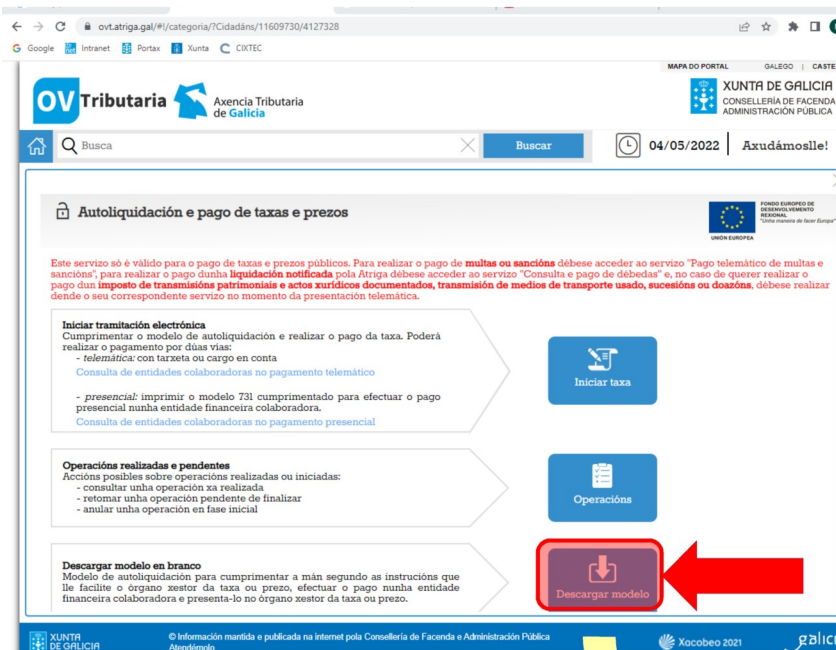 ovt.atriga.gal/#!/categoria/?Cidadáns/11609730/4127328
Google Intranet Portax Xunta CIXTEC
MAPA DO PORTAL GALEGO | CASTE
OV Tributaria Axencia Tributaria
de Galicia
XUNTA DE GALICIA
CONSELLERÍA DE FACENDA
ADMINISTRACIÓN PÚBLICA
Busca Buscar 04/05/2022 Axudámoslle!
Autoliquidación e pago de taxas e prezos
UNIÓN EUROPEA
FONDO EUROPEO DE
DESENVOLVEMENTO
REXIONAL
"Unha maneira de facer Europa"
Este servizo só é válido para o pago de taxas e prezos públicos. Para realizar o pago de multas ou sancións débese acceder ao servizo "Pago telemático de multas e
sancións", para realizar o pago dunha liquidación notificada pola Atriga débese acceder ao servizo "Consulta e pago de débedas" e, no caso de querer realizar o
pago dun imposto de transmisións patrimoniais e actos xurídicos documentados, transmisión de medios de transporte usado, sucesións ou doazóns, débese realizar
dende o seu correspondente servizo no momento da presentación telemática.
Iniciar tramitación electrónica
Cumprimentar o modelo de autoliquidación e realizar o pago da taxa. Poderá
realizar o pagamento por dúas vías:
- telemática: con tarxeta ou cargo en conta
Consulta de entidades colaboradoras no pagamento telemático
- presencial: imprimir o modelo 731 cumprimentado para efectuar o pago
presencial nunha entidade financeira colaboradora.
Consulta de entidades colaboradoras no pagamento presencial
Iniciar taxa
Operacións realizadas e pendentes
Accións posibles sobre operacións realizadas ou iniciadas:
- consultar unha operación xa realizada
- retomar unha operación pendente de finalizar
- anular unha operación en fase inicial
Operacións
Descargar modelo en branco
Modelo de autoliquidación para cumprimentar a mán segundo as instrucións que
lle facilite o órgano xestor da taxa ou prezo, efectuar o pago nunha entidade
financeira colaboradora e presenta-lo no órgano xestor da taxa ou prezo.
Descargar modelo
XUNTA
DE GALICIA
© Información mantida e publicada na internet pola Consellería de Facenda e Administración Pública
Atendémolo
Xacobeo 2021